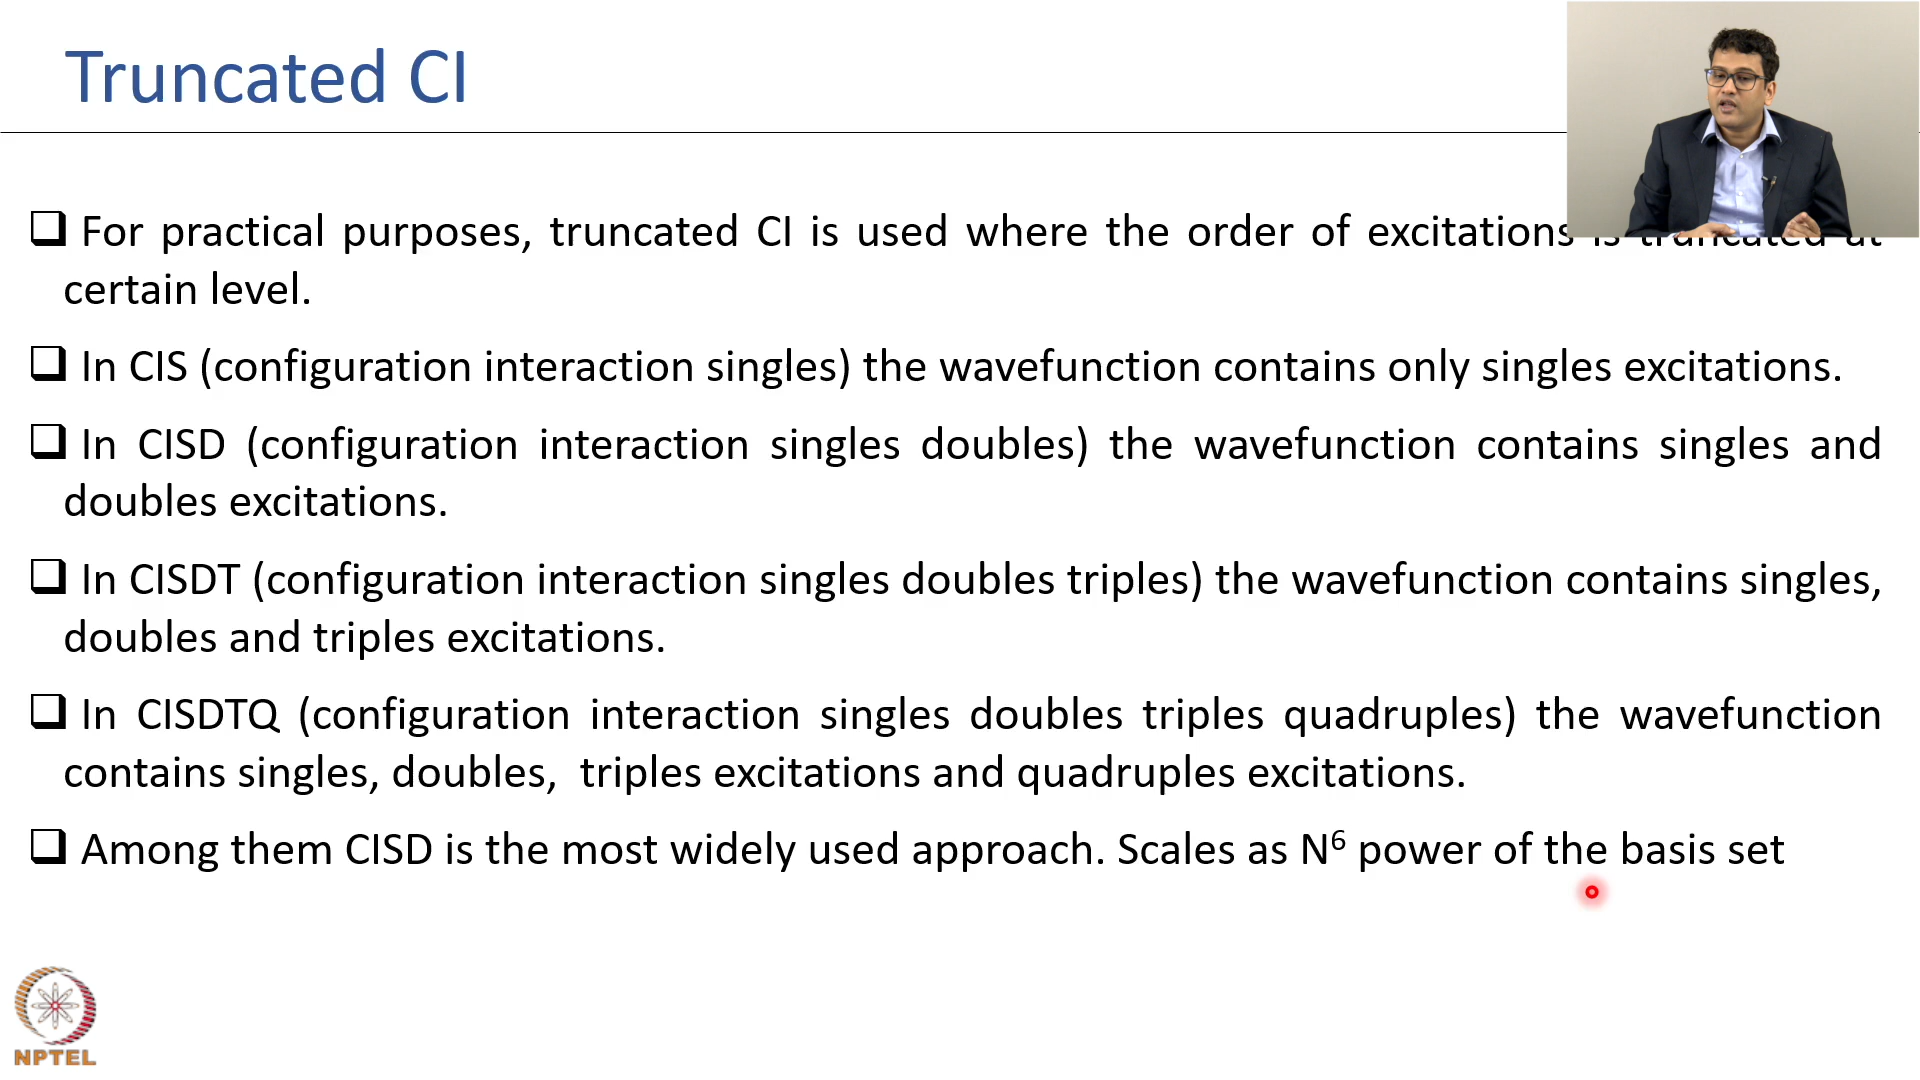 Truncated CI
For practical purposes, truncated CI is used where the order of excitations is truncated at
certain level.
In CIS (configuration interaction singles) the wavefunction contains only singles excitations.
In CISD (configuration interaction singles doubles) the wavefunction contains singles and
doubles excitations.
In CISDT (configuration interaction singles doubles triples) the wavefunction contains singles,
doubles and triples excitations.
In CISDTQ (configuration interaction singles doubles triples quadruples) the wavefunction
contains singles, doubles,  triples excitations and quadruples excitations.
Among them CISD is the most widely used approach. Scales as N⁶ power of the basis set
NPTEL